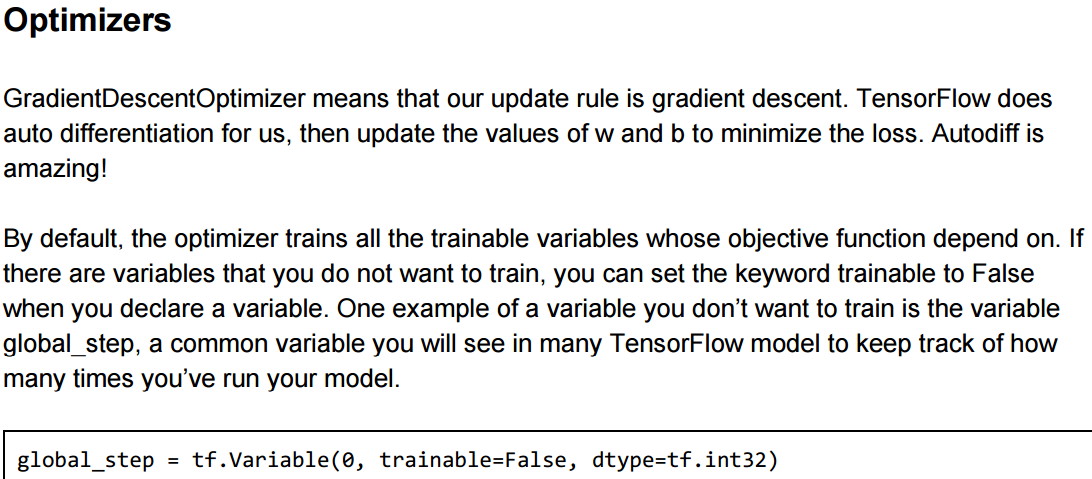 Optimizers
GradientDescentOptimizer means that our update rule is gradient descent. TensorFlow does
auto differentiation for us, then update the values of w and b to minimize the loss. Autodiff is
amazing!
By default, the optimizer trains all the trainable variables whose objective function depend on. If
there are variables that you do not want to train, you can set the keyword trainable to False
when you declare a variable. One example of a variable you don’t want to train is the variable
global_step, a common variable you will see in many TensorFlow model to keep track of how
many times you’ve run your model.
global_step = tf.Variable(0, trainable=False, dtype=tf.int32)